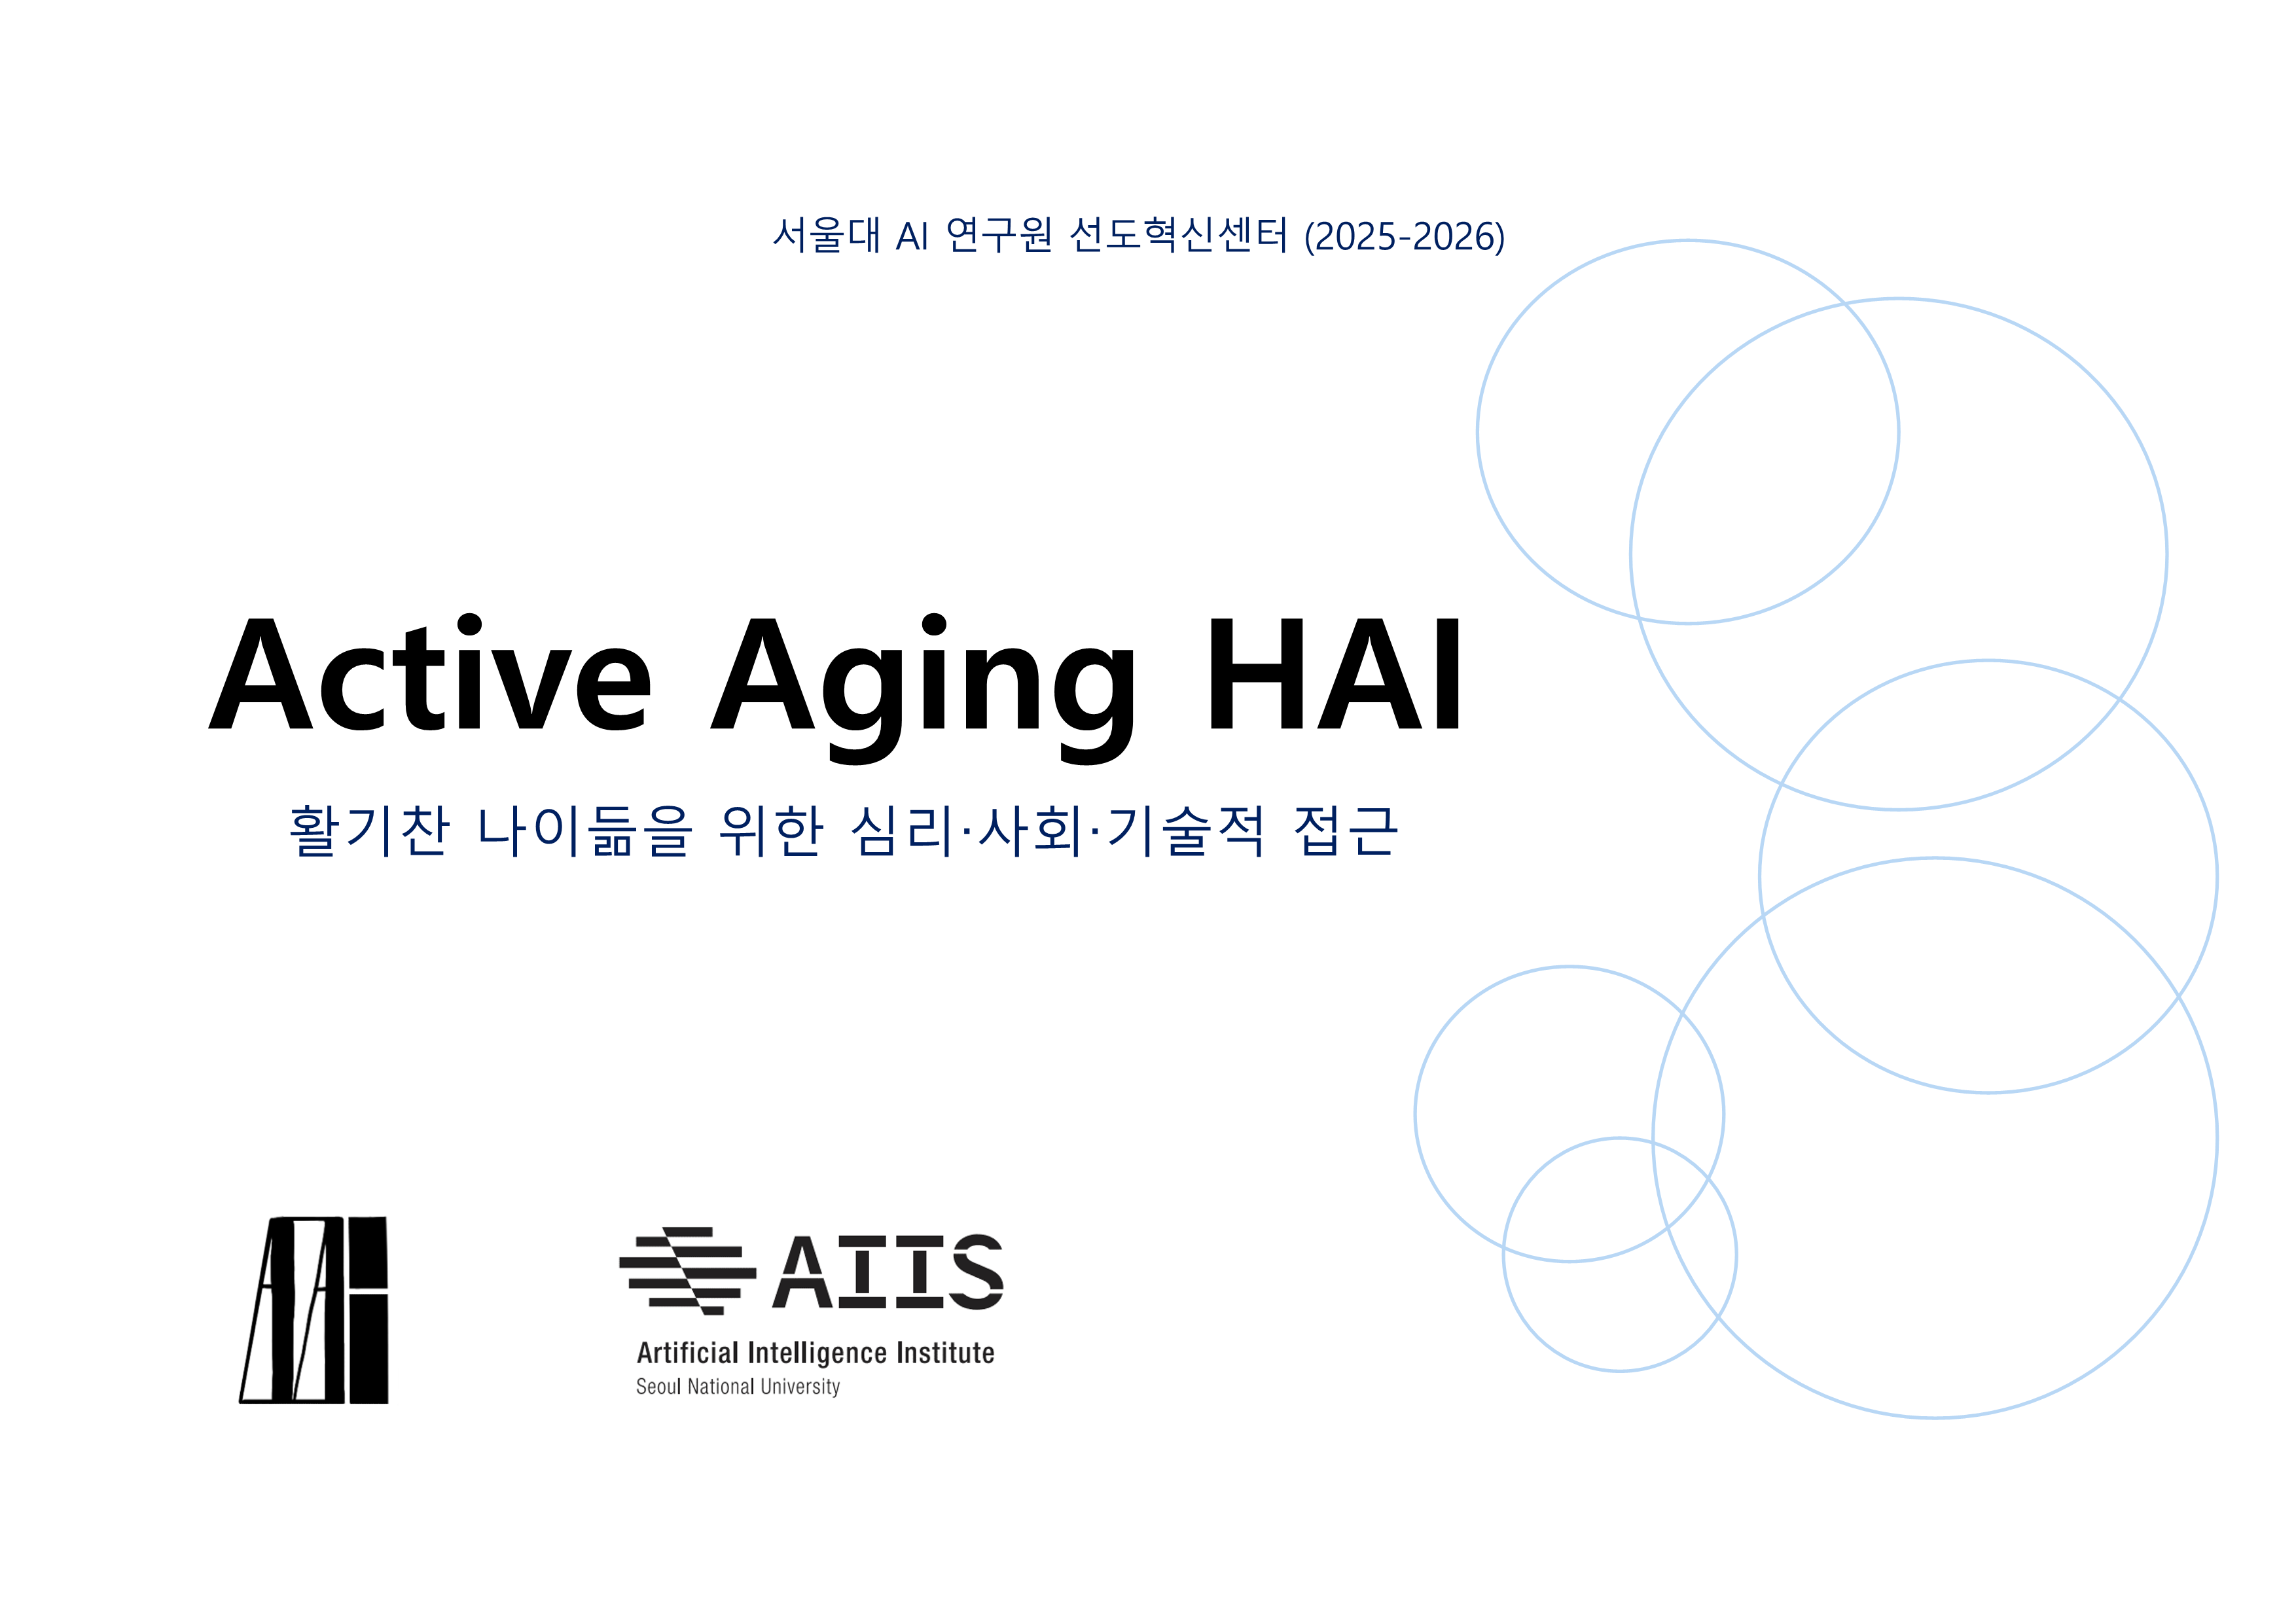 서울대 AI 연구원 선도혁신센터 (2025-2026)
Active Aging HAI
활기찬 나이듦을 위한 심리·사회·기술적 접근
AIIS
Artificial Intelligence Institute
Seoul National University